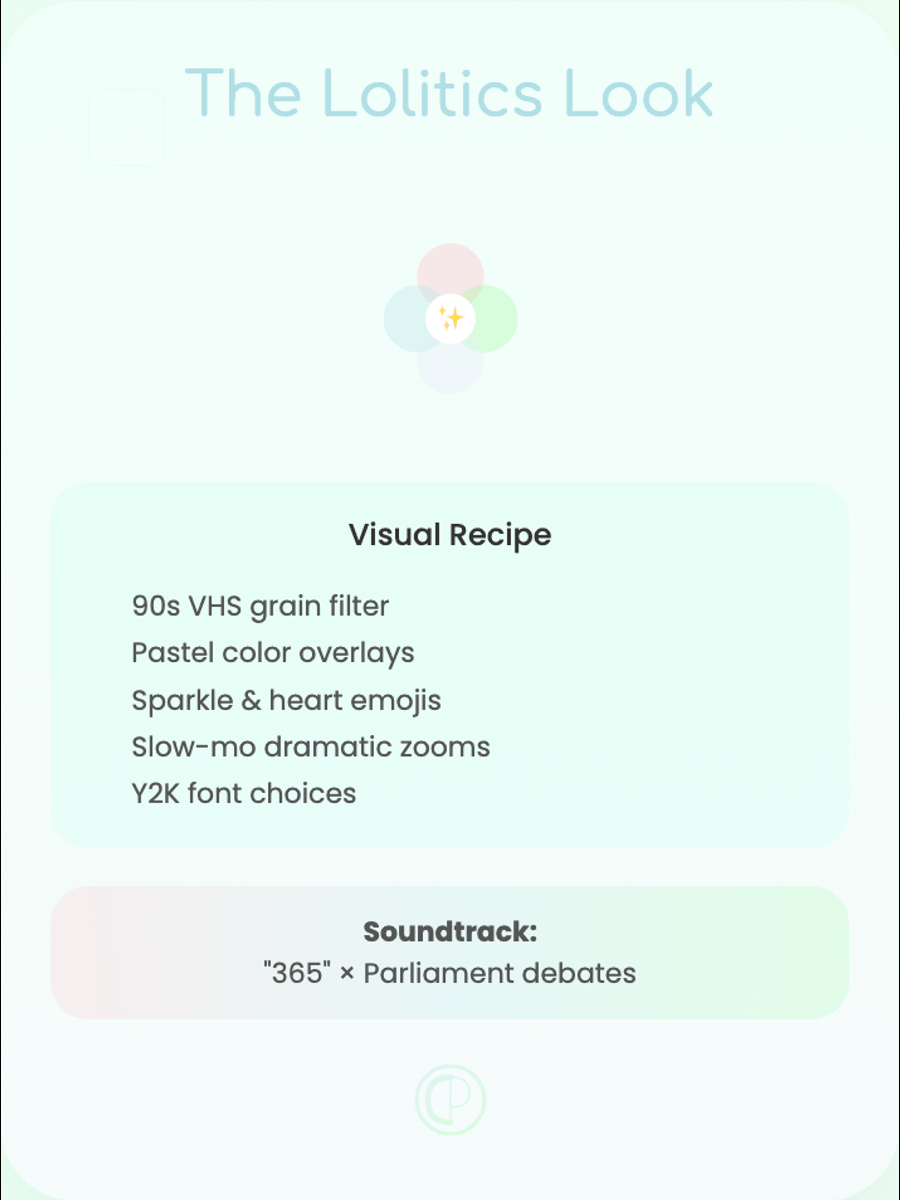 The Lolitics Look
Visual Recipe
90s VHS grain filter
Pastel color overlays
Sparkle & heart emojis
Slow-mo dramatic zooms
Y2K font choices
Soundtrack:
"365" × Parliament debates
CP